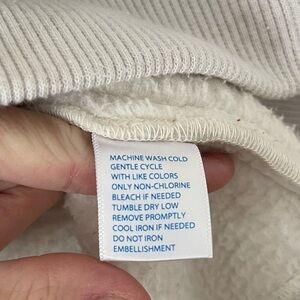 MACHINE WASH COLD
GENTLE CYCLE
WITH LIKE COLORS
ONLY NON-CHLORINE
BLEACH IF NEEDED
TUMBLE DRY LOW
REMOVE PROMPTLY
COOL IRON IF NEEDED
DO NOT IRON
EMBELLISHMENT